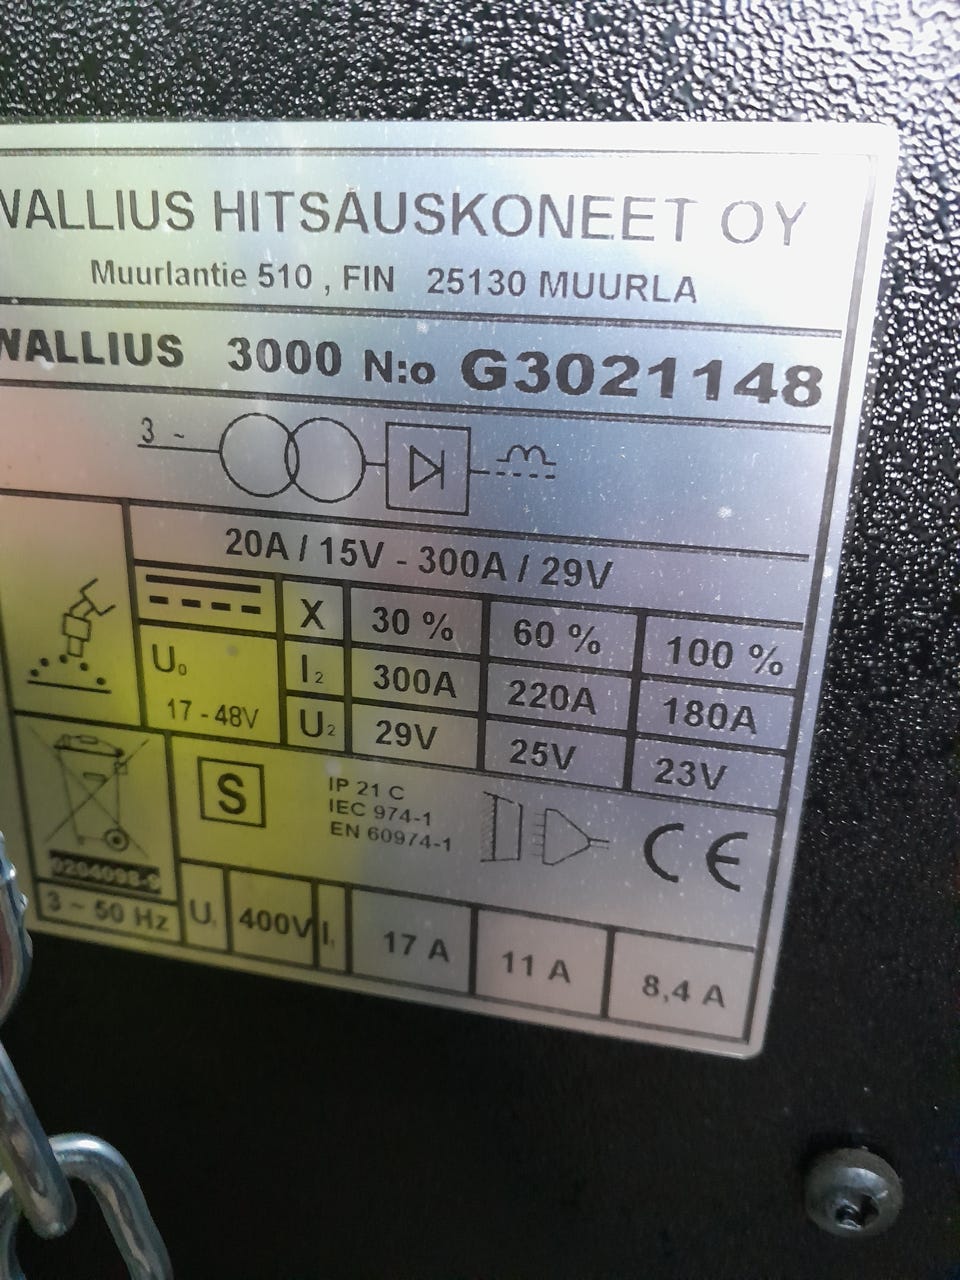 WALLIUS HITSAUSKONEET OY
Muurlantie 510 , FIN 25130 MUURLA
WALLIUS 3000 N:o G3021148
3 ~
20A / 15V - 300A / 29V
X 30 % 60 % 100 %
U₀ I₂ 300A 220A 180A
17 - 48V U₂ 29V 25V 23V
S
IP 21 C
IEC 974-1
EN 60974-1
CE
0204098-9
3 ~ 50 Hz U₁ 400V I₁ 17 A 11 A 8,4 A